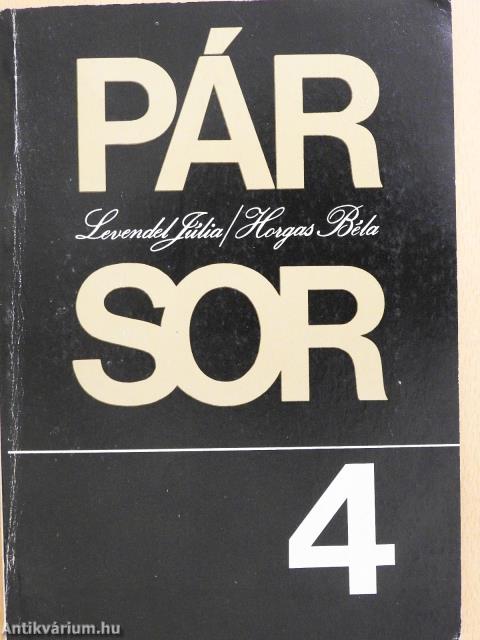 PÁR
Levendel Júlia/Horgas Béla
SOR
4
Antikvárium.hu